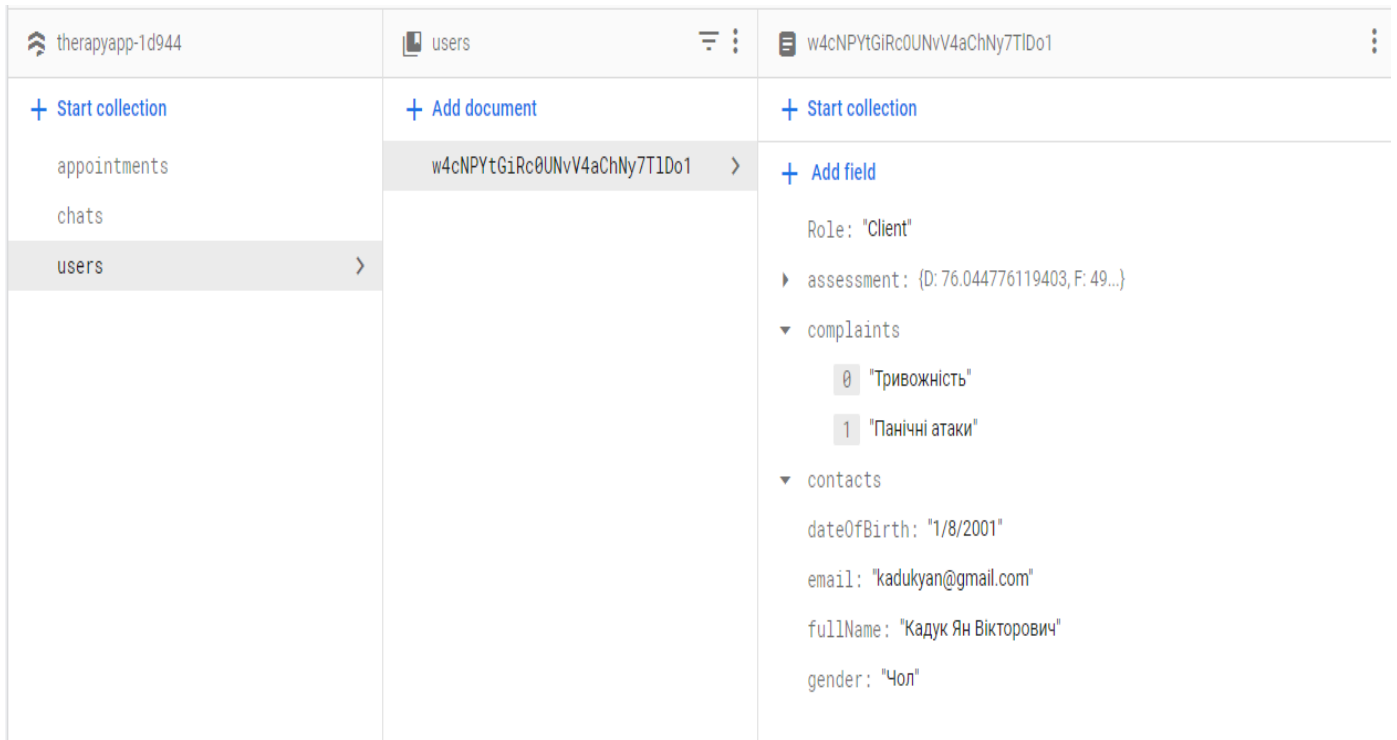 therapyapp-1d944
users
w4cNPYtGiRc0UNvV4aChNy7TlDo1
+ Start collection
+ Add document
+ Start collection
appointments
chats
users
w4cNPYtGiRc0UNvV4aChNy7TlDo1
+ Add field
Role: "Client"
assessment: {D: 76.044776119403, F: 49...}
complaints
0 "Тривожність"
1 "Панічні атаки"
contacts
dateOfBirth: "1/8/2001"
email: "kadukyan@gmail.com"
fullName: "Кадук Ян Вікторович"
gender: "Чол"